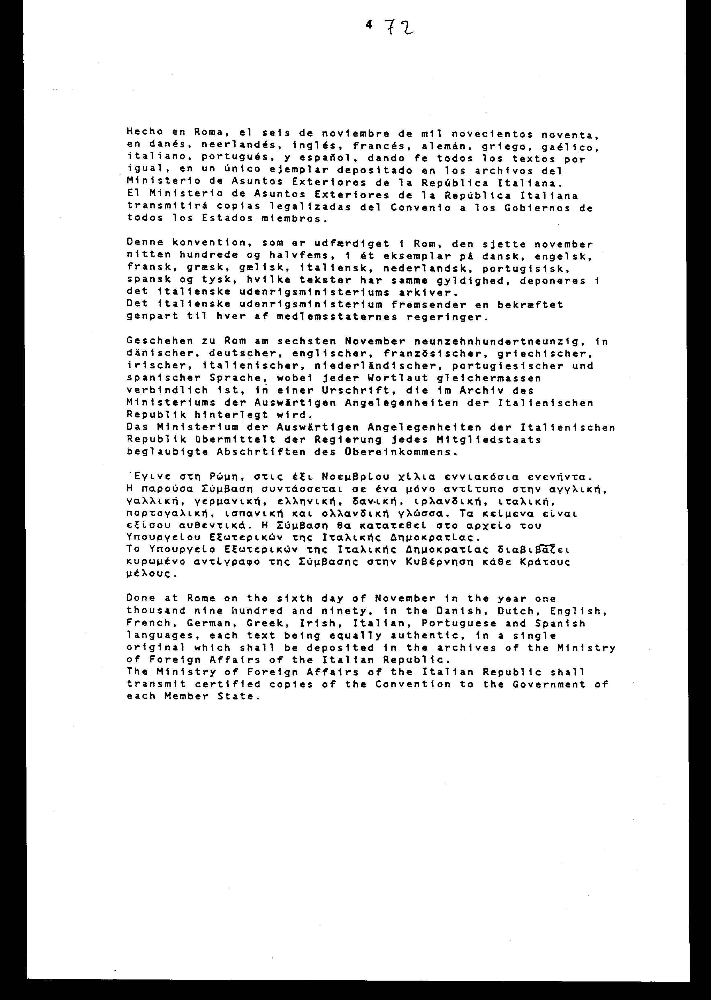 4 72
Hecho en Roma, el seis de noviembre de mil novecientos noventa,
en danés, neerlandés, inglés, francés, alemán, griego, gaélico,
italiano, portugués, y español, dando fe todos los textos por
igual, en un único ejemplar depositado en los archivos del
Ministerio de Asuntos Exteriores de la República Italiana.
El Ministerio de Asuntos Exteriores de la República Italiana
transmitirá copias legalizadas del Convenio a los Gobiernos de
todos los Estados miembros.
Denne konvention, som er udfærdiget i Rom, den sjette november
nitten hundrede og halvfems, i ét eksemplar på dansk, engelsk,
fransk, græsk, gælisk, italiensk, nederlandsk, portugisisk,
spansk og tysk, hvilke tekster har samme gyldighed, deponeres i
det italienske udenrigsministeriums arkiver.
Det italienske udenrigsministerium fremsender en bekræftet
genpart til hver af medlemsstaternes regeringer.
Geschehen zu Rom am sechsten November neunzehnhundertneunzig, in
dänischer, deutscher, englischer, französischer, griechischer,
irischer, italienischer, niederländischer, portugiesischer und
spanischer Sprache, wobei jeder Wortlaut gleichermassen
verbindlich ist, in einer Urschrift, die im Archiv des
Ministeriums der Auswärtigen Angelegenheiten der Italienischen
Republik hinterlegt wird.
Das Ministerium der Auswärtigen Angelegenheiten der Italienischen
Republik übermittelt der Regierung jedes Mitgliedstaats
beglaubigte Abschrtiften des Übereinkommens.
Έγινε στη Ρώμη, στις έξι Νοεμβρίου χίλια εννιακόσια ενενήντα.
Η παρούσα Σύμβαση συντάσσεται σε ένα μόνο αντίτυπο στην αγγλική,
γαλλική, γερμανική, ελληνική, δαν-ική, ιρλανδική, ιταλική,
πορτογαλική, ισπανική και ολλανδική γλώσσα. Τα κείμενα είναι
εξίσου αυθεντικά. Η Σύμβαση θα κατατεθεί στο αρχείο του
Υπουργείου Εξωτερικών της Ιταλικής Δημοκρατίας.
Το Υπουργείο Εξωτερικών της Ιταλικής Δημοκρατίας διαβιβάζει
κυρωμένο αντίγραφο της Σύμβασης στην Κυβέρνηση κάθε Κράτους
μέλους.
Done at Rome on the sixth day of November in the year one
thousand nine hundred and ninety, in the Danish, Dutch, English,
French, German, Greek, Irish, Italian, Portuguese and Spanish
languages, each text being equally authentic, in a single
original which shall be deposited in the archives of the Ministry
of Foreign Affairs of the Italian Republic.
The Ministry of Foreign Affairs of the Italian Republic shall
transmit certified copies of the Convention to the Government of
each Member State.